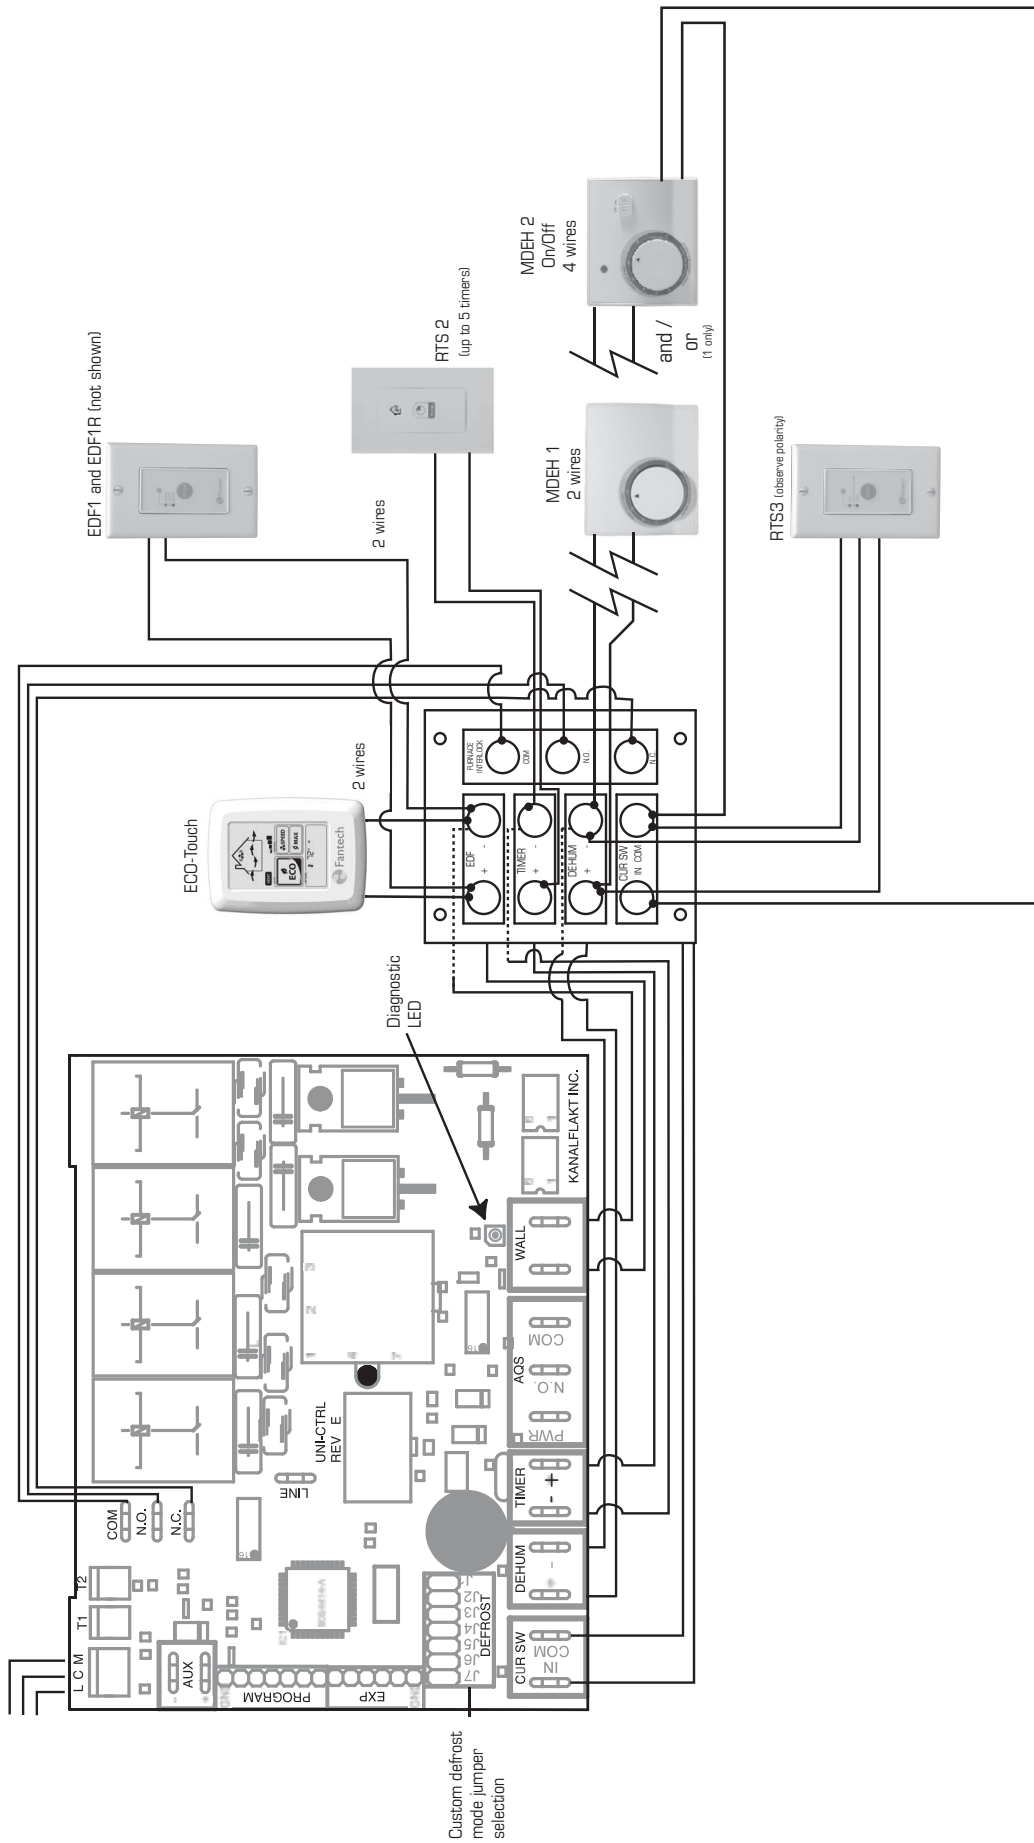 EDF1 and EDF1R (not shown)
2 wires
RTS 2
(up to 5 timers)
MDEH 2
On/Off
4 wires
and /
or
(1 only)
MDEH 1
2 wires
RTS3 (observe polarity)
ECO-Touch
2 wires
ECO
SPEED
MAX
Fantech
FURNACE
INTERLOCK
COM
N.O.
N.C.
+ EDF -
TIMER
+ -
DEHUM
+ -
CUR SW
IN COM
Diagnostic
LED
KANALFLAKT INC.
WALL
AQS
COM
N.O.
PWR
TIMER
- +
DEHUM
+ -
CUR SW
COM
IN
UNI-CTRL
REV E
LINE
COM
N.O.
N.C.
T2
T1
L C M
AUX
- +
PROGRAM
EXP
GND
J1
J2
J3
J4
J5
J6
J7
DEFROST
Custom defrost
mode jumper
selection